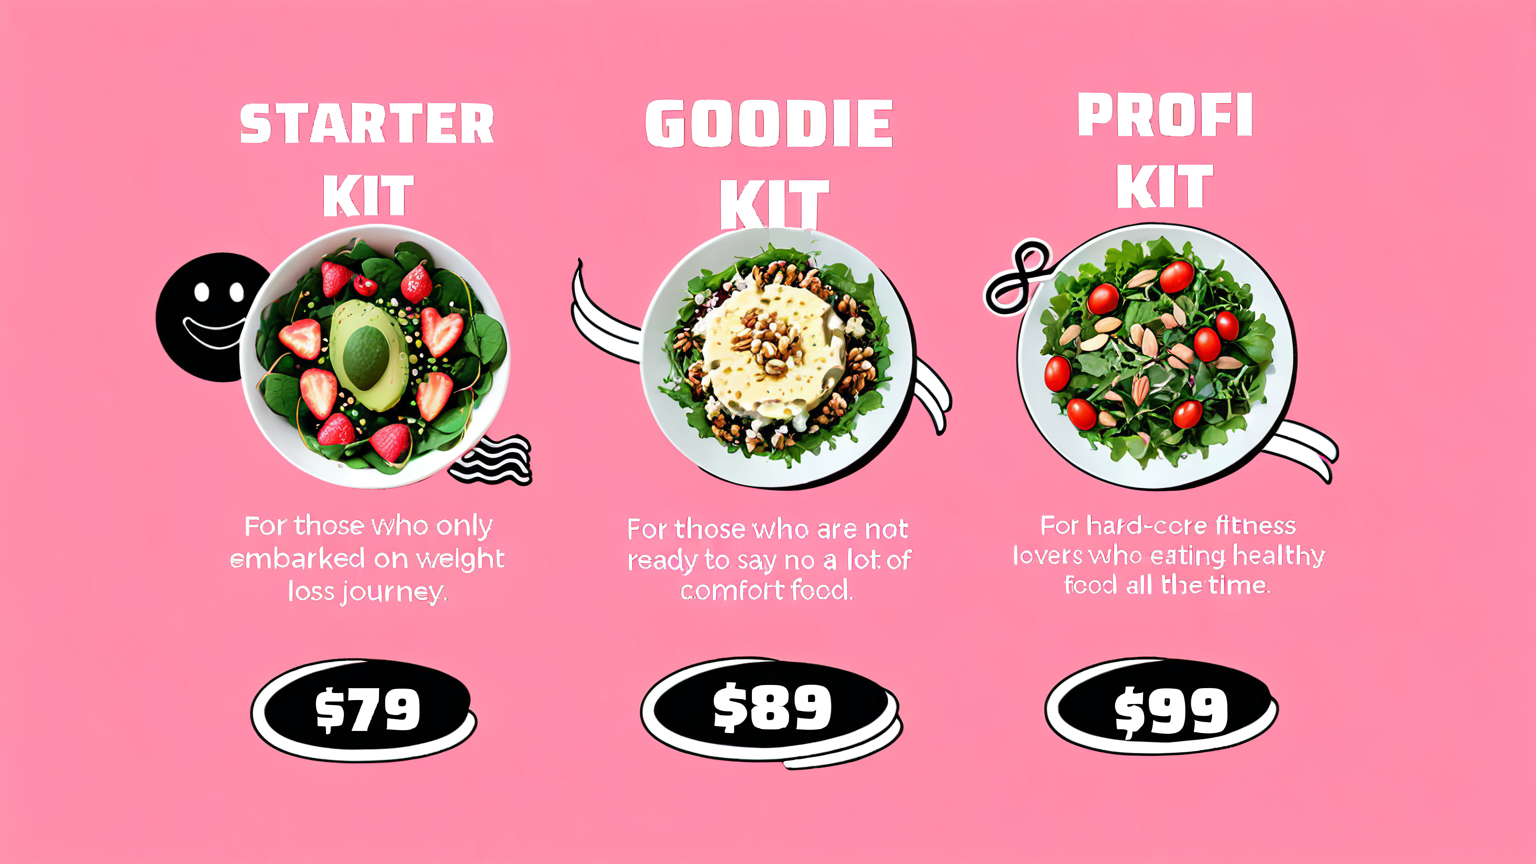 STARTER
KIT
For those who only
embarked on weight
loss journey.
$79
GOODIE
KIT
For those who are not
ready to say no a lot of
comfort food.
$89
PROFI
KIT
For hard-core fitness
lovers who eating healthy
food all the time.
$99